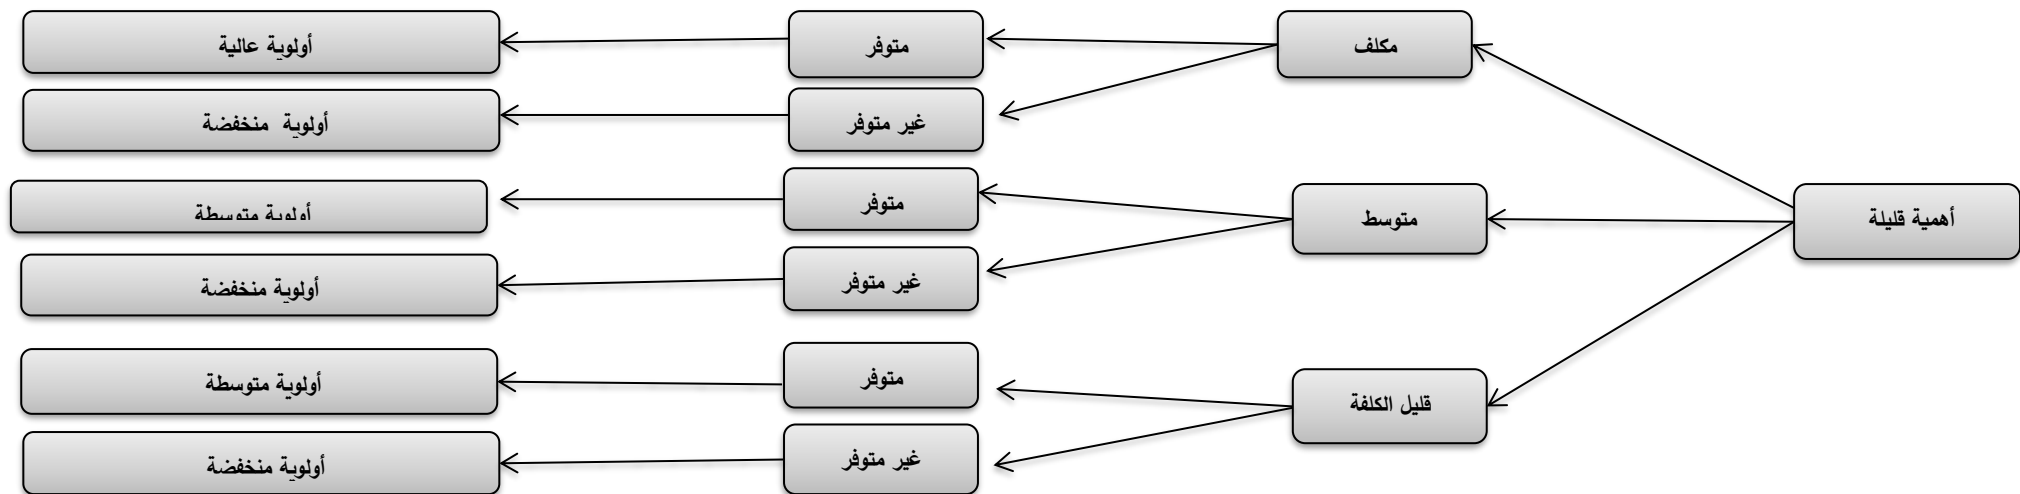 مكلف
متوفر
أولوية عالية
غير متوفر
أولوية منخفضة
أهمية قليلة
متوسط
متوفر
أولوية متوسطة
غير متوفر
أولوية منخفضة
قليل الكلفة
متوفر
أولوية متوسطة
غير متوفر
أولوية منخفضة